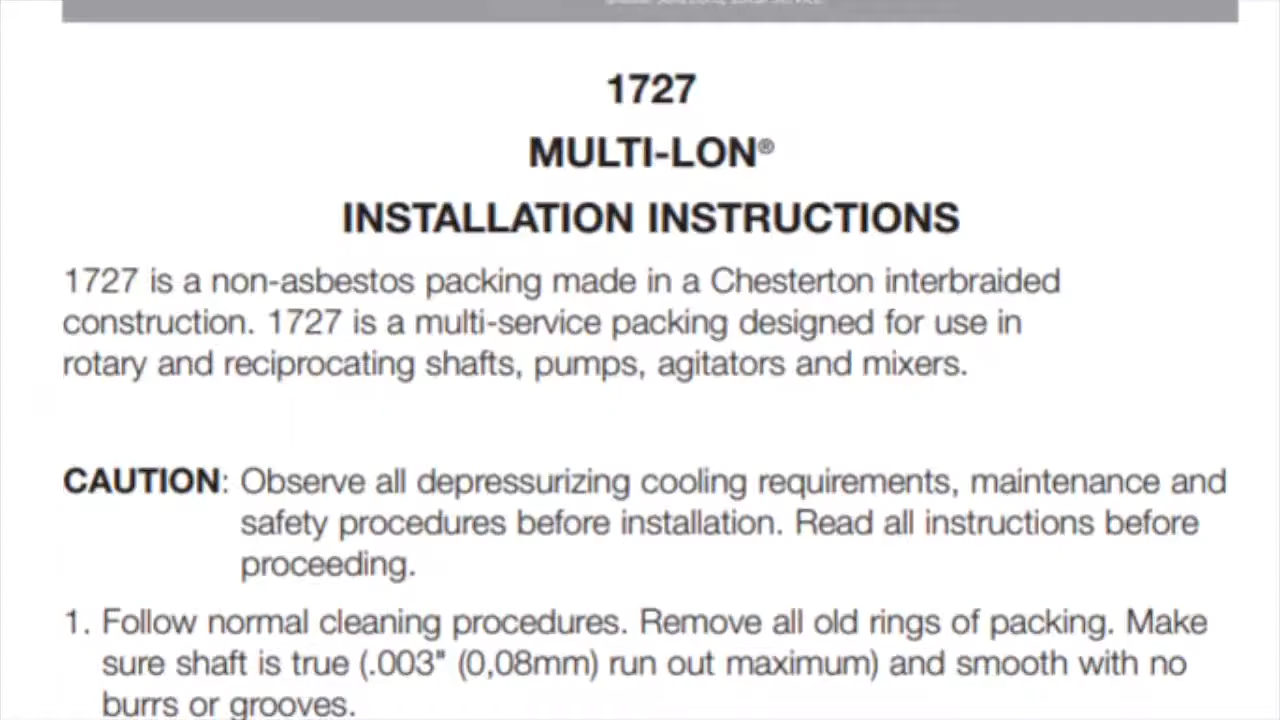 1727
MULTI-LON®
INSTALLATION INSTRUCTIONS
1727 is a non-asbestos packing made in a Chesterton interbraided
construction. 1727 is a multi-service packing designed for use in
rotary and reciprocating shafts, pumps, agitators and mixers.
CAUTION: Observe all depressurizing cooling requirements, maintenance and
safety procedures before installation. Read all instructions before
proceeding.
1. Follow normal cleaning procedures. Remove all old rings of packing. Make
sure shaft is true (.003" (0,08mm) run out maximum) and smooth with no
burrs or grooves.